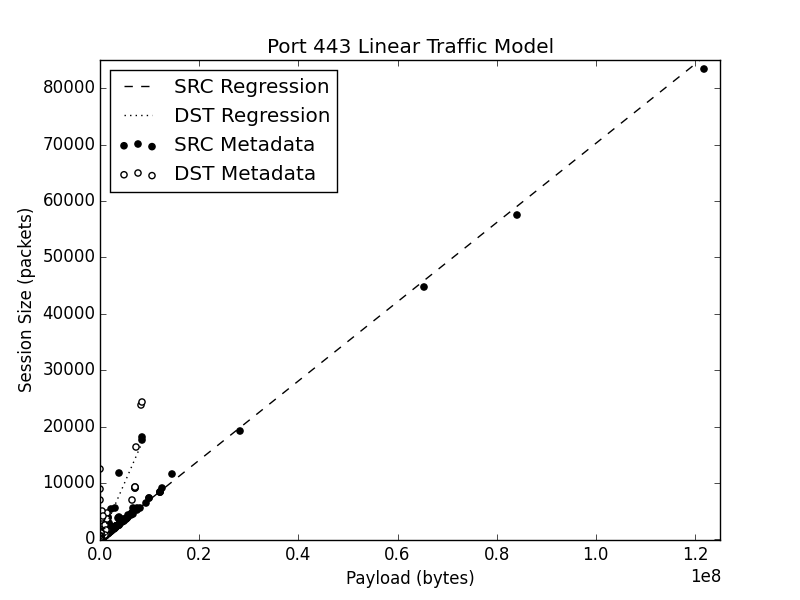 Port 443 Linear Traffic Model
SRC Regression
DST Regression
SRC Metadata
DST Metadata
80000
70000
60000
50000
40000
30000
20000
10000
0
Session Size (packets)
0.0 0.2 0.4 0.6 0.8 1.0 1.2
1e8
Payload (bytes)